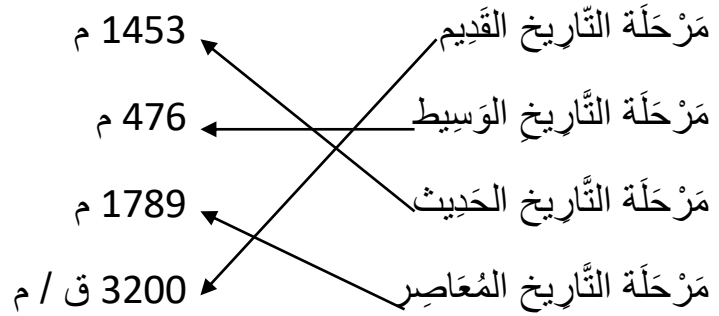 مَرْحَلَة التّارِيخ القَدِيم 1453 م
مَرْحَلَة التَّارِيخِ الوَسِيط 476 م
مَرْحَلَة التَّارِيخ الحَدِيث 1789 م
مَرْحَلَة التَّارِيخ المُعَاصِر 3200 ق / م